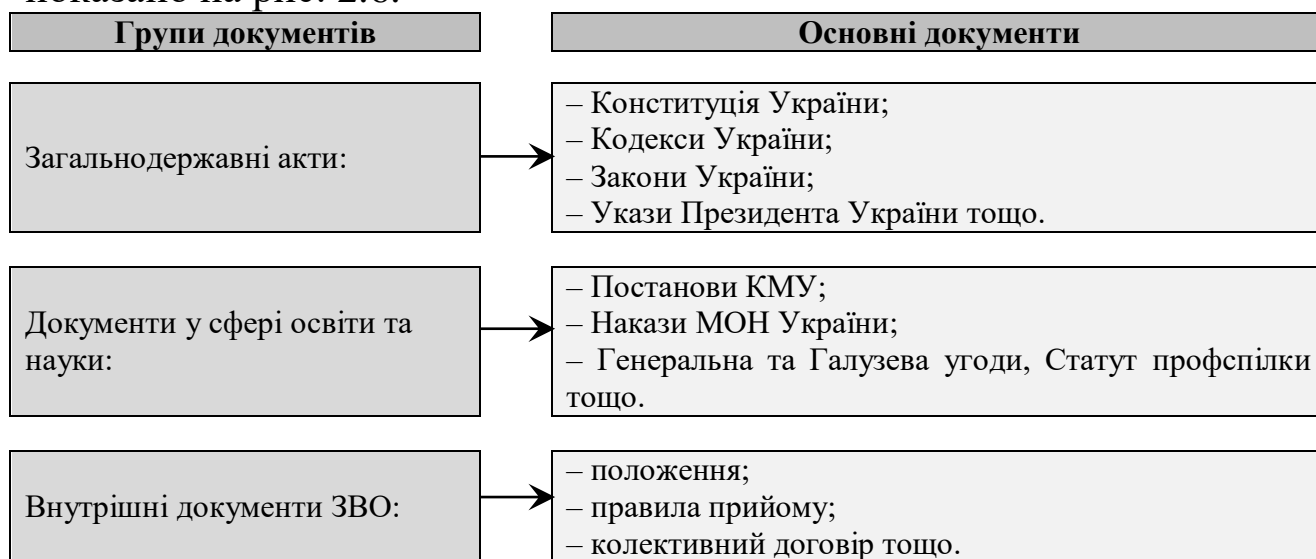 показано на рис. 2.6.
Групи документів
Основні документи
Загальнодержавні акти:
– Конституція України;
– Кодекси України;
– Закони України;
– Укази Президента України тощо.
Документи у сфері освіти та
науки:
– Постанови КМУ;
– Накази МОН України;
– Генеральна та Галузева угоди, Статут профспілки
тощо.
Внутрішні документи ЗВО:
– положення;
– правила прийому;
– колективний договір тощо.